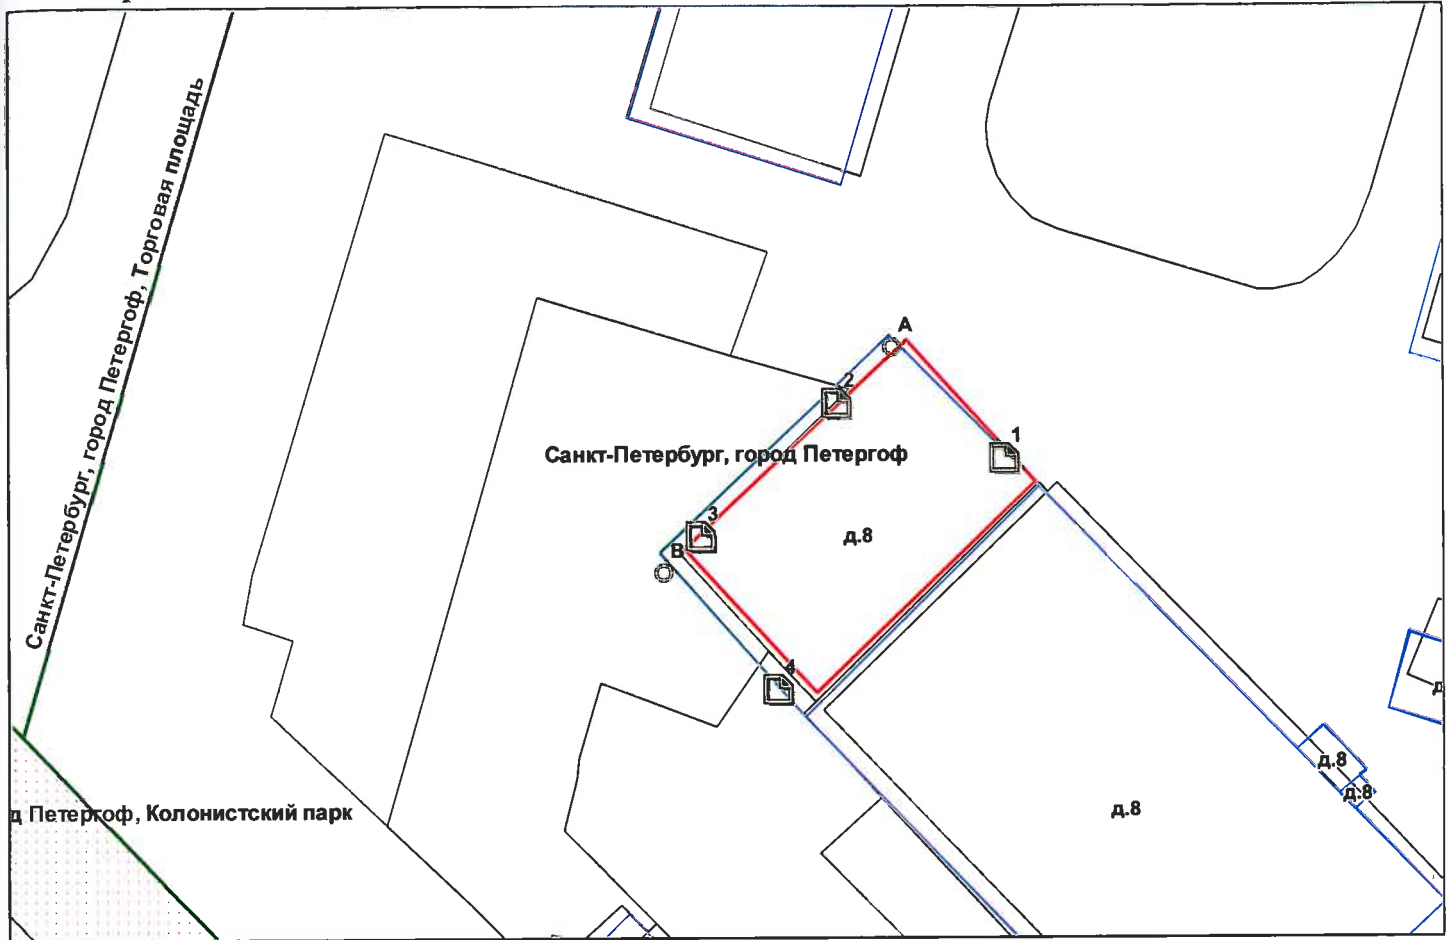 Санкт-Петербург, город Петергоф, Торговая площадь
A
2
1
Санкт-Петербург, город Петергоф
3
д.8
B
4
д.8
д.8
д.8
д Петергоф, Колонистский парк